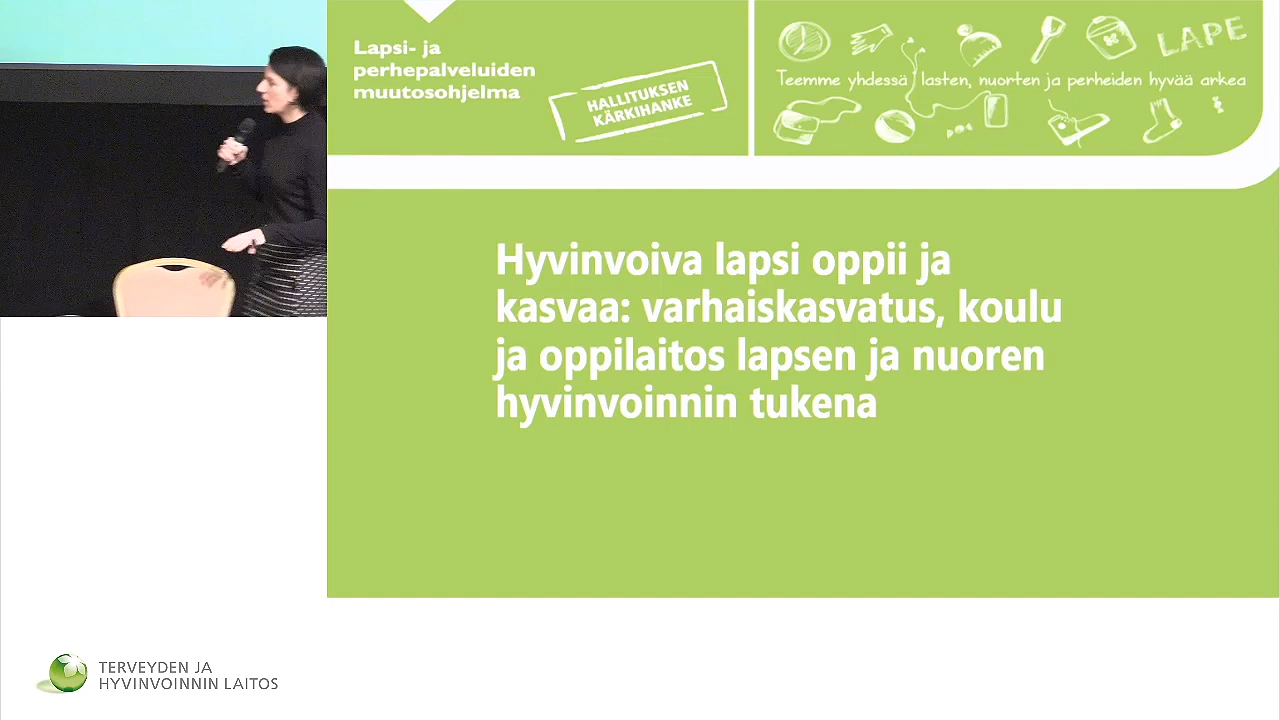 Lapsi- ja
perhepalveluiden
muutosohjelma
HALLITUKSEN
KÄRKIHANKE
LAPE
Teemme yhdessä lasten, nuorten ja perheiden hyvää arkea
Hyvinvoiva lapsi oppii ja
kasvaa: varhaiskasvatus, koulu
ja oppilaitos lapsen ja nuoren
hyvinvoinnin tukena
TERVEYDEN JA
HYVINVOINNIN LAITOS